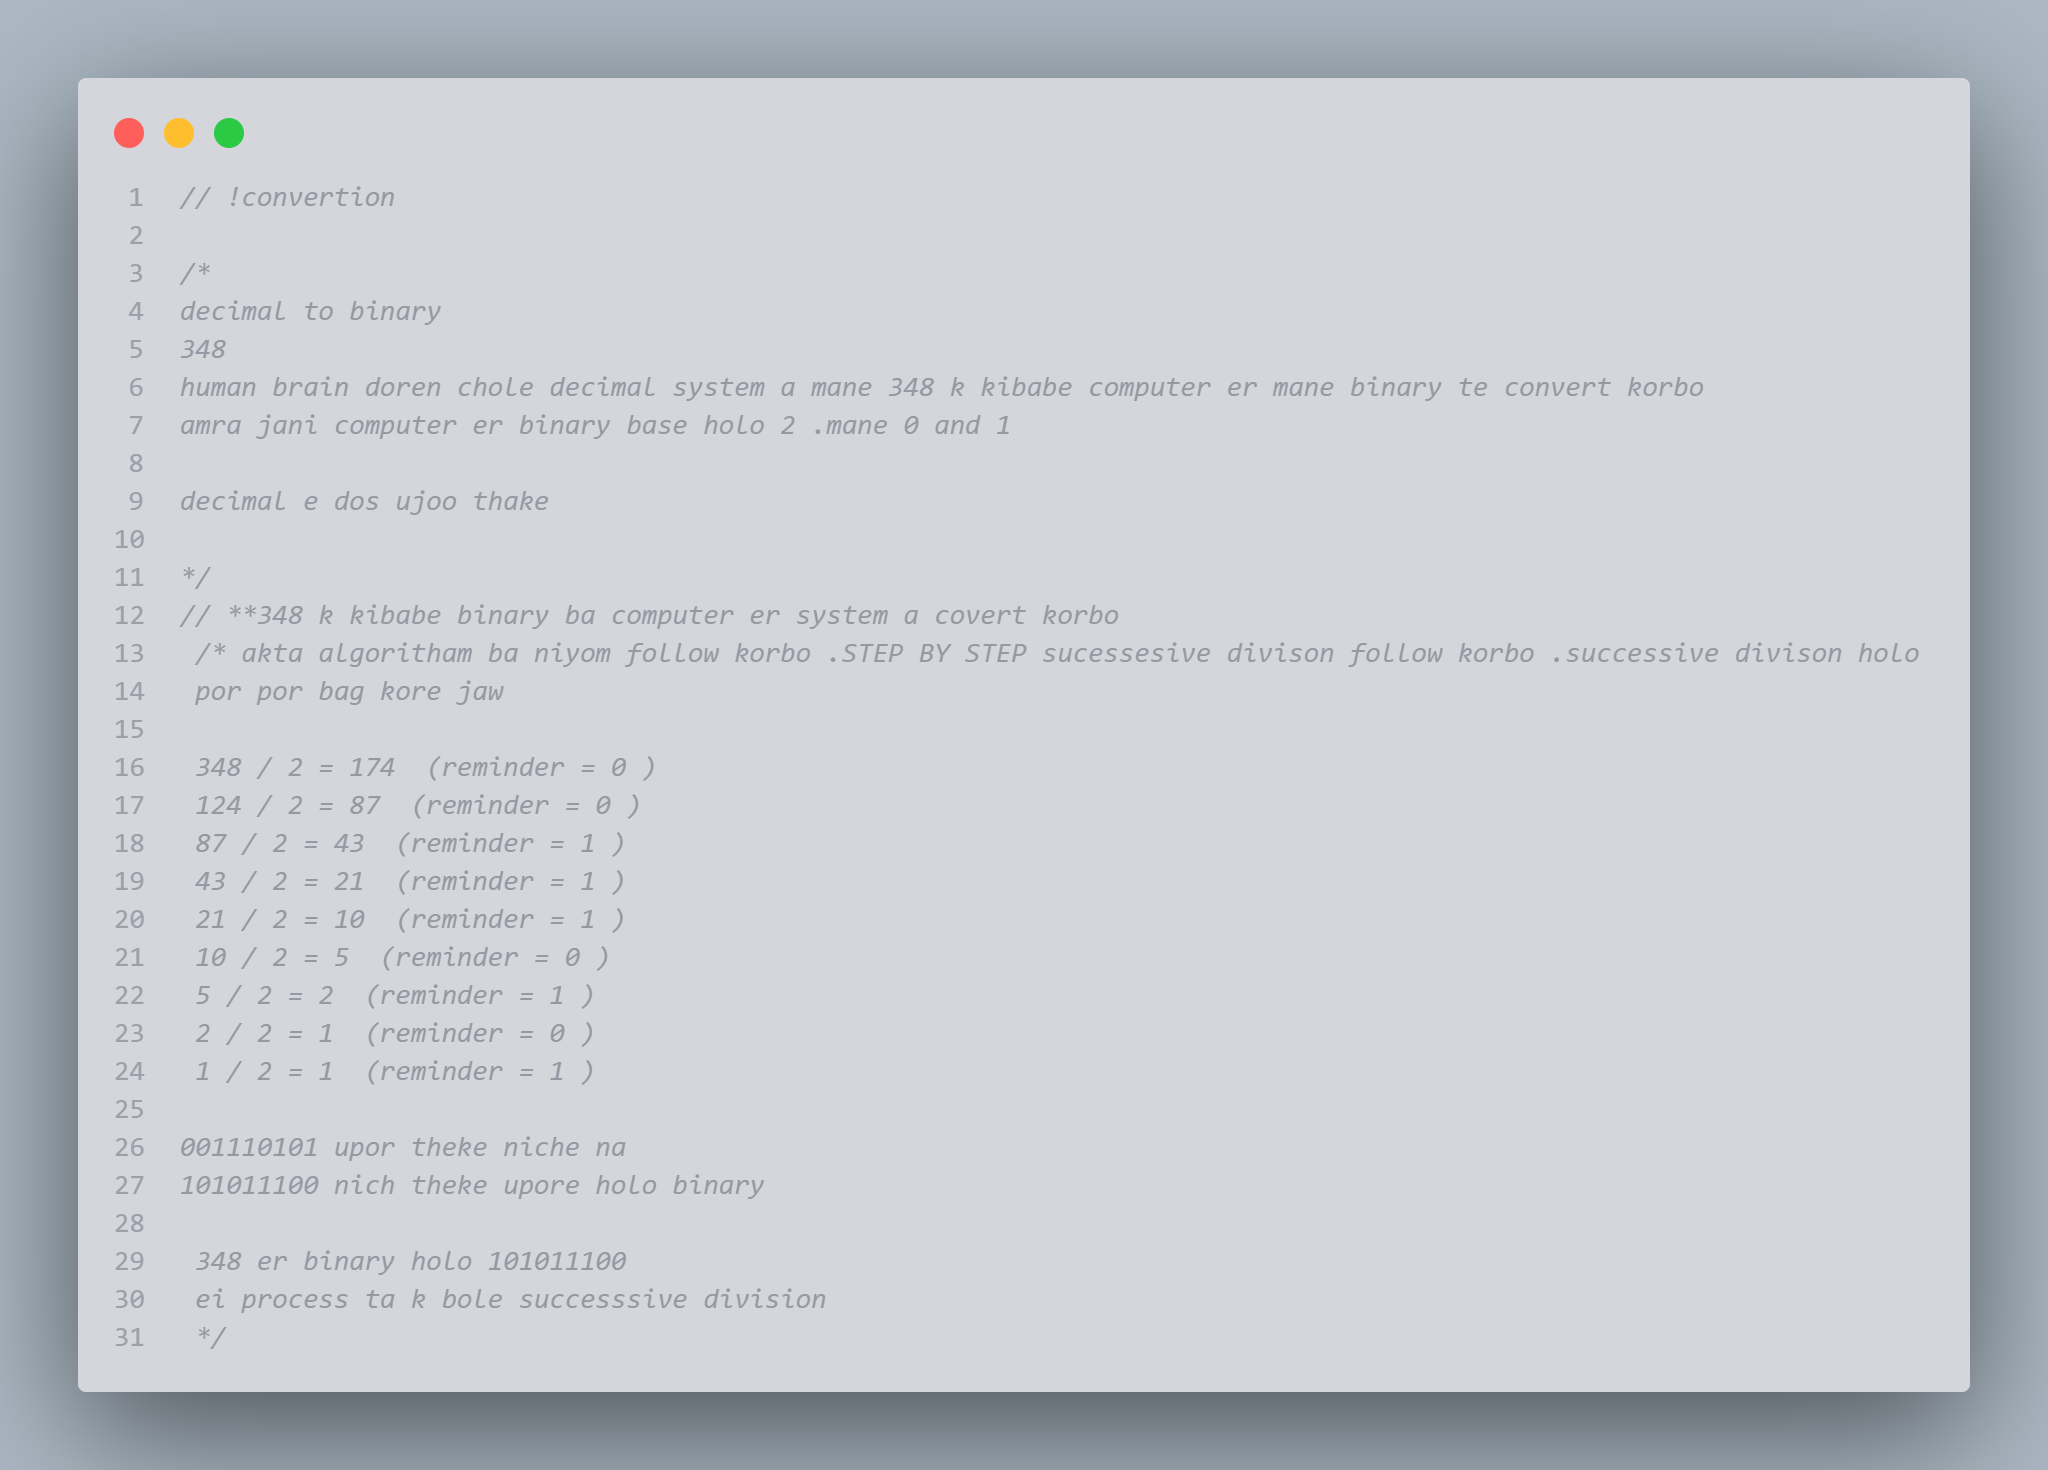 1 // !convertion
2
3 /*
4 decimal to binary
5 348
6 human brain doren chole decimal system a mane 348 k kibabe computer er mane binary te convert korbo
7 amra jani computer er binary base holo 2 .mane 0 and 1
8
9 decimal e dos ujoo thake
10
11 */
12 // **348 k kibabe binary ba computer er system a covert korbo
13 /* akta algoritham ba niyom follow korbo .STEP BY STEP sucessesive divison follow korbo .successive divison holo
14 por por bag kore jaw
15
16 348 / 2 = 174 (reminder = 0 )
17 124 / 2 = 87 (reminder = 0 )
18 87 / 2 = 43 (reminder = 1 )
19 43 / 2 = 21 (reminder = 1 )
20 21 / 2 = 10 (reminder = 1 )
21 10 / 2 = 5 (reminder = 0 )
22 5 / 2 = 2 (reminder = 1 )
23 2 / 2 = 1 (reminder = 0 )
24 1 / 2 = 1 (reminder = 1 )
25
26 001110101 upor theke niche na
27 101011100 nich theke upore holo binary
28
29 348 er binary holo 101011100
30 ei process ta k bole successsive division
31 */